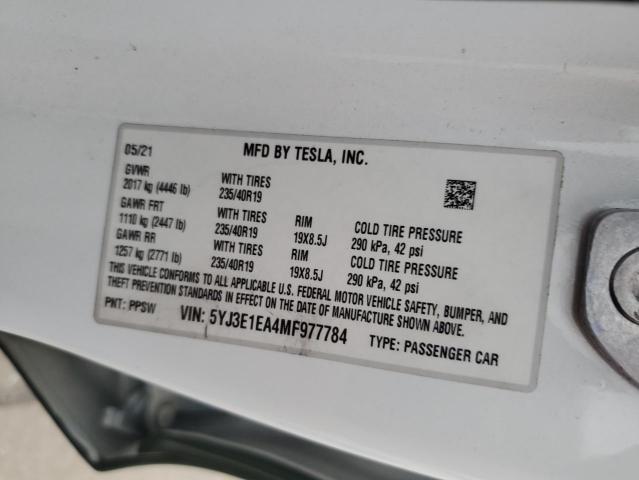 05/21 MFD BY TESLA, INC.
GVWR WITH TIRES
2017 kg (4446 lb) 235/40R19
GAWR FRT WITH TIRES RIM COLD TIRE PRESSURE
1110 kg (2447 lb) 235/40R19 19X8.5J 290 kPa, 42 psi
GAWR RR WITH TIRES RIM COLD TIRE PRESSURE
1257 kg (2771 lb) 235/40R19 19X8.5J 290 kPa, 42 psi
THIS VEHICLE CONFORMS TO ALL APPLICABLE U.S. FEDERAL MOTOR VEHICLE SAFETY, BUMPER, AND
THEFT PREVENTION STANDARDS IN EFFECT ON THE DATE OF MANUFACTURE SHOWN ABOVE.
PNT: PPSW VIN: 5YJ3E1EA4MF977784 TYPE: PASSENGER CAR